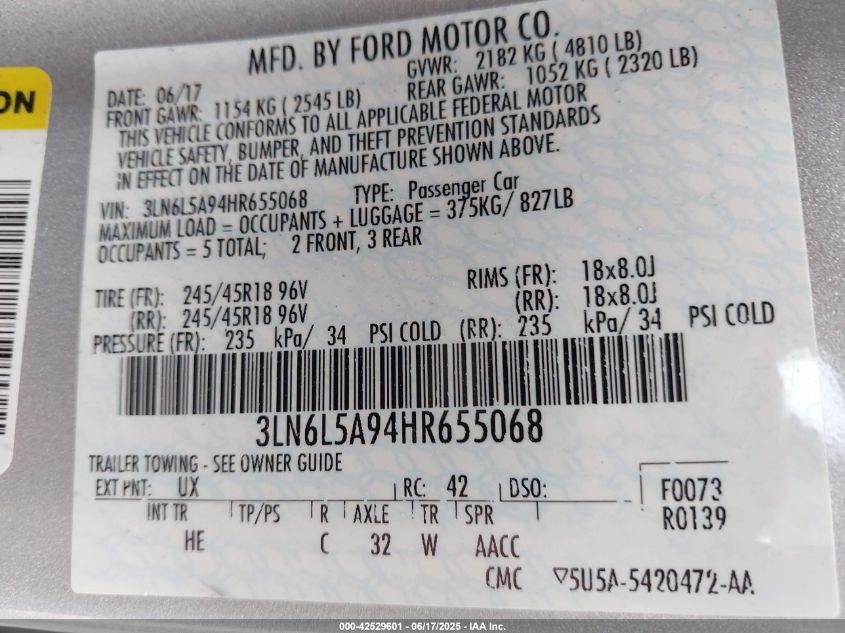 ON
MFD. BY FORD MOTOR CO.
DATE: 06/17 GVWR: 2182 KG ( 4810 LB)
FRONT GAWR: 1154 KG ( 2545 LB) REAR GAWR: 1052 KG ( 2320 LB)
THIS VEHICLE CONFORMS TO ALL APPLICABLE FEDERAL MOTOR
VEHICLE SAFETY, BUMPER, AND THEFT PREVENTION STANDARDS
IN EFFECT ON THE DATE OF MANUFACTURE SHOWN ABOVE.
VIN: 3LN6L5A94HR655068 TYPE: Passenger Car
MAXIMUM LOAD = OCCUPANTS + LUGGAGE = 375KG/ 827LB
OCCUPANTS = 5 TOTAL; 2 FRONT, 3 REAR
TIRE (FR): 245/45R18 96V RIMS (FR): 18x8.0J
(RR): 245/45R18 96V (RR): 18x8.0J
PRESSURE (FR): 235 kPa/ 34 PSI COLD (RR): 235 kPa/ 34 PSI COLD
3LN6L5A94HR655068
TRAILER TOWING - SEE OWNER GUIDE
EXT PNT: UX RC: 42 DSO: F0073
INT TR TP/PS R AXLE TR SPR R0139
HE C 32 W AACC
CMC ▽5U5A-5420472-AA
000-42529601 - 06/17/2025 - IAA Inc.